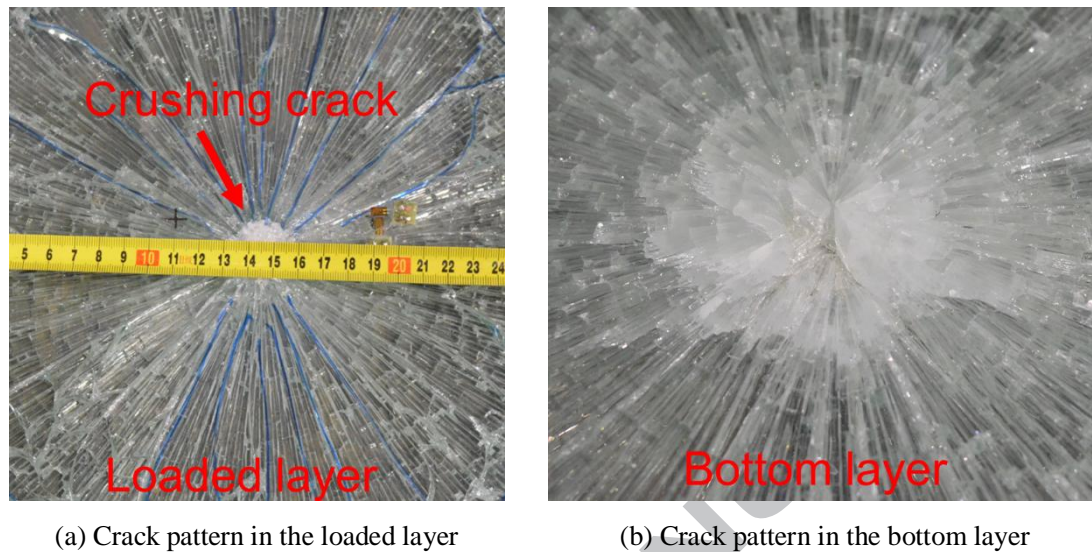 Crushing crack
5 6 7 8 9 10 11 12 13 14 15 16 17 18 19 20 21 22 23 24
Loaded layer
Bottom layer
(a) Crack pattern in the loaded layer
(b) Crack pattern in the bottom layer